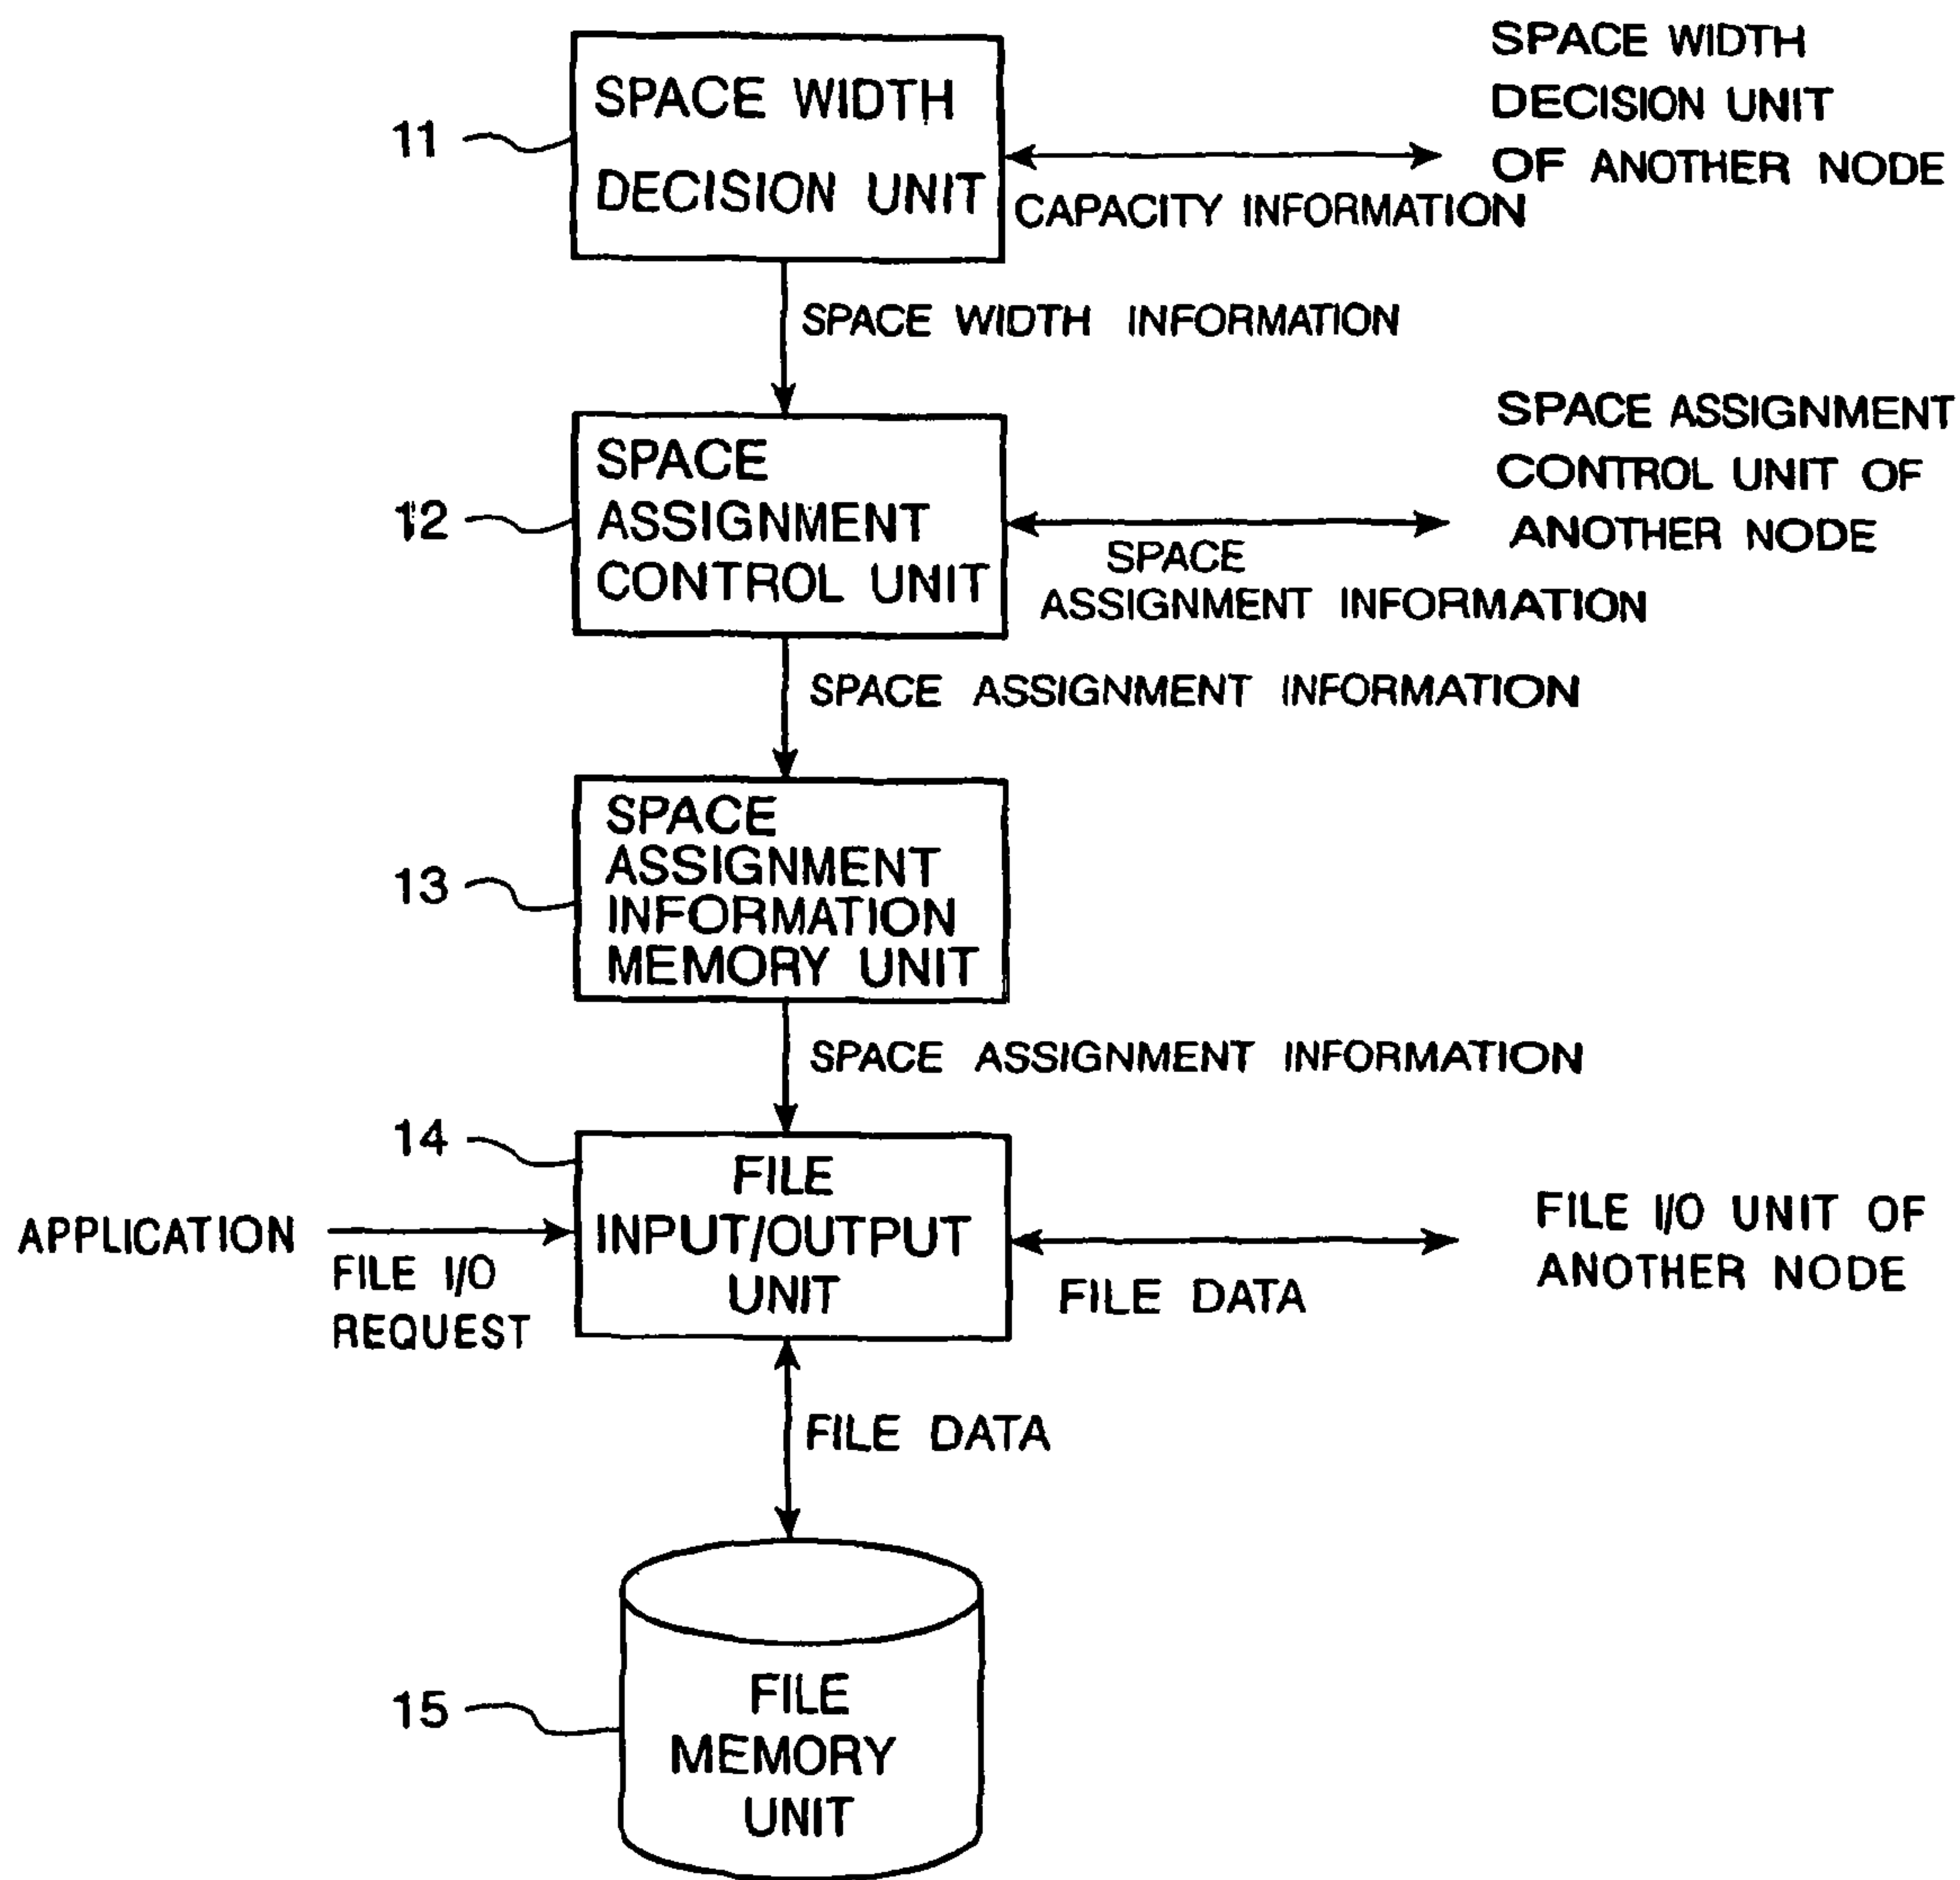 SPACE WIDTH
DECISION UNIT
11
SPACE WIDTH
DECISION UNIT
OF ANOTHER NODE
CAPACITY INFORMATION
SPACE WIDTH INFORMATION
SPACE
ASSIGNMENT
CONTROL UNIT
12
SPACE ASSIGNMENT
CONTROL UNIT OF
ANOTHER NODE
SPACE
ASSIGNMENT INFORMATION
SPACE ASSIGNMENT INFORMATION
SPACE
ASSIGNMENT
INFORMATION
MEMORY UNIT
13
SPACE ASSIGNMENT INFORMATION
14
FILE
INPUT/OUTPUT
UNIT
APPLICATION
FILE I/O
REQUEST
FILE I/O UNIT OF
ANOTHER NODE
FILE DATA
FILE DATA
15
FILE
MEMORY
UNIT